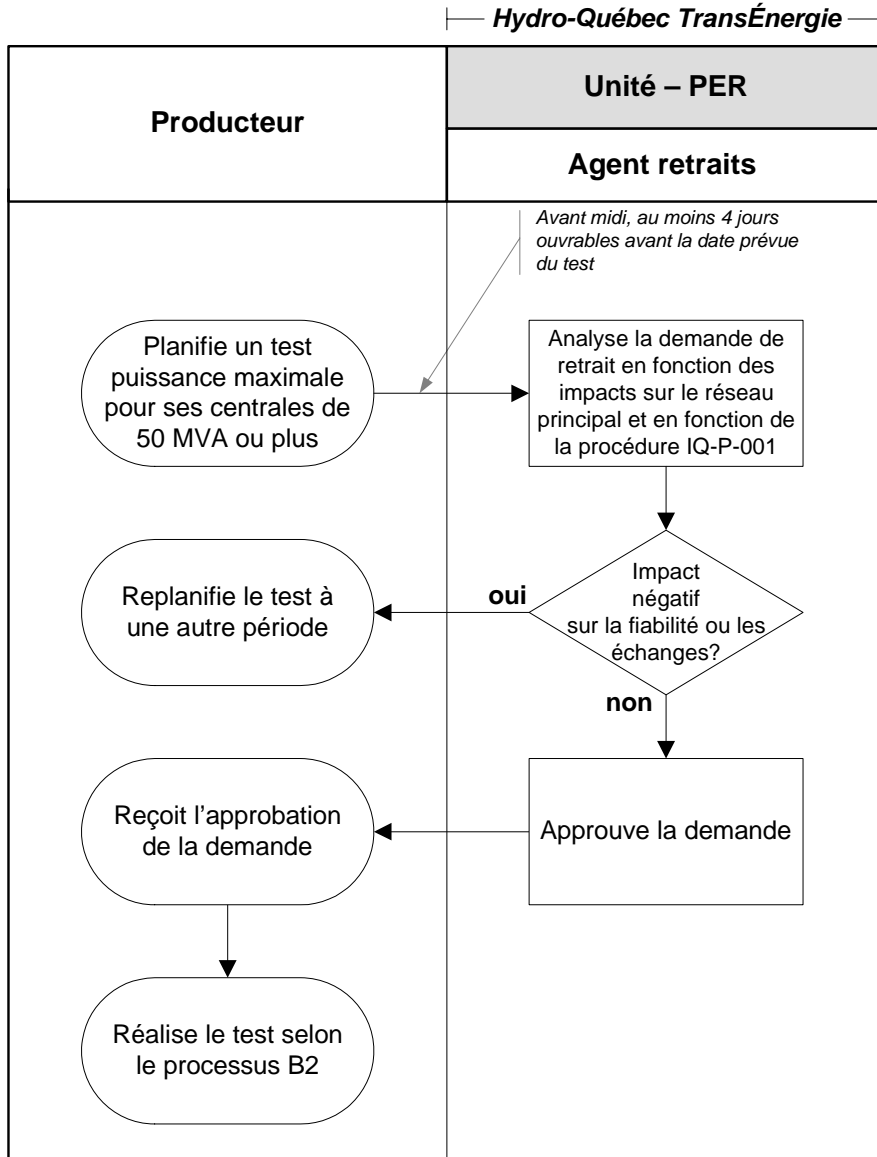 Hydro-Québec TransÉnergie
Producteur
Unité – PER
Agent retraits
Avant midi, au moins 4 jours
ouvrables avant la date prévue
du test
Planifie un test
puissance maximale
pour ses centrales de
50 MVA ou plus
Analyse la demande de
retrait en fonction des
impacts sur le réseau
principal et en fonction de
la procédure IQ-P-001
Impact
négatif
sur la fiabilité ou les
échanges?
oui
Replanifie le test à
une autre période
non
Approuve la demande
Reçoit l’approbation
de la demande
Réalise le test selon
le processus B2